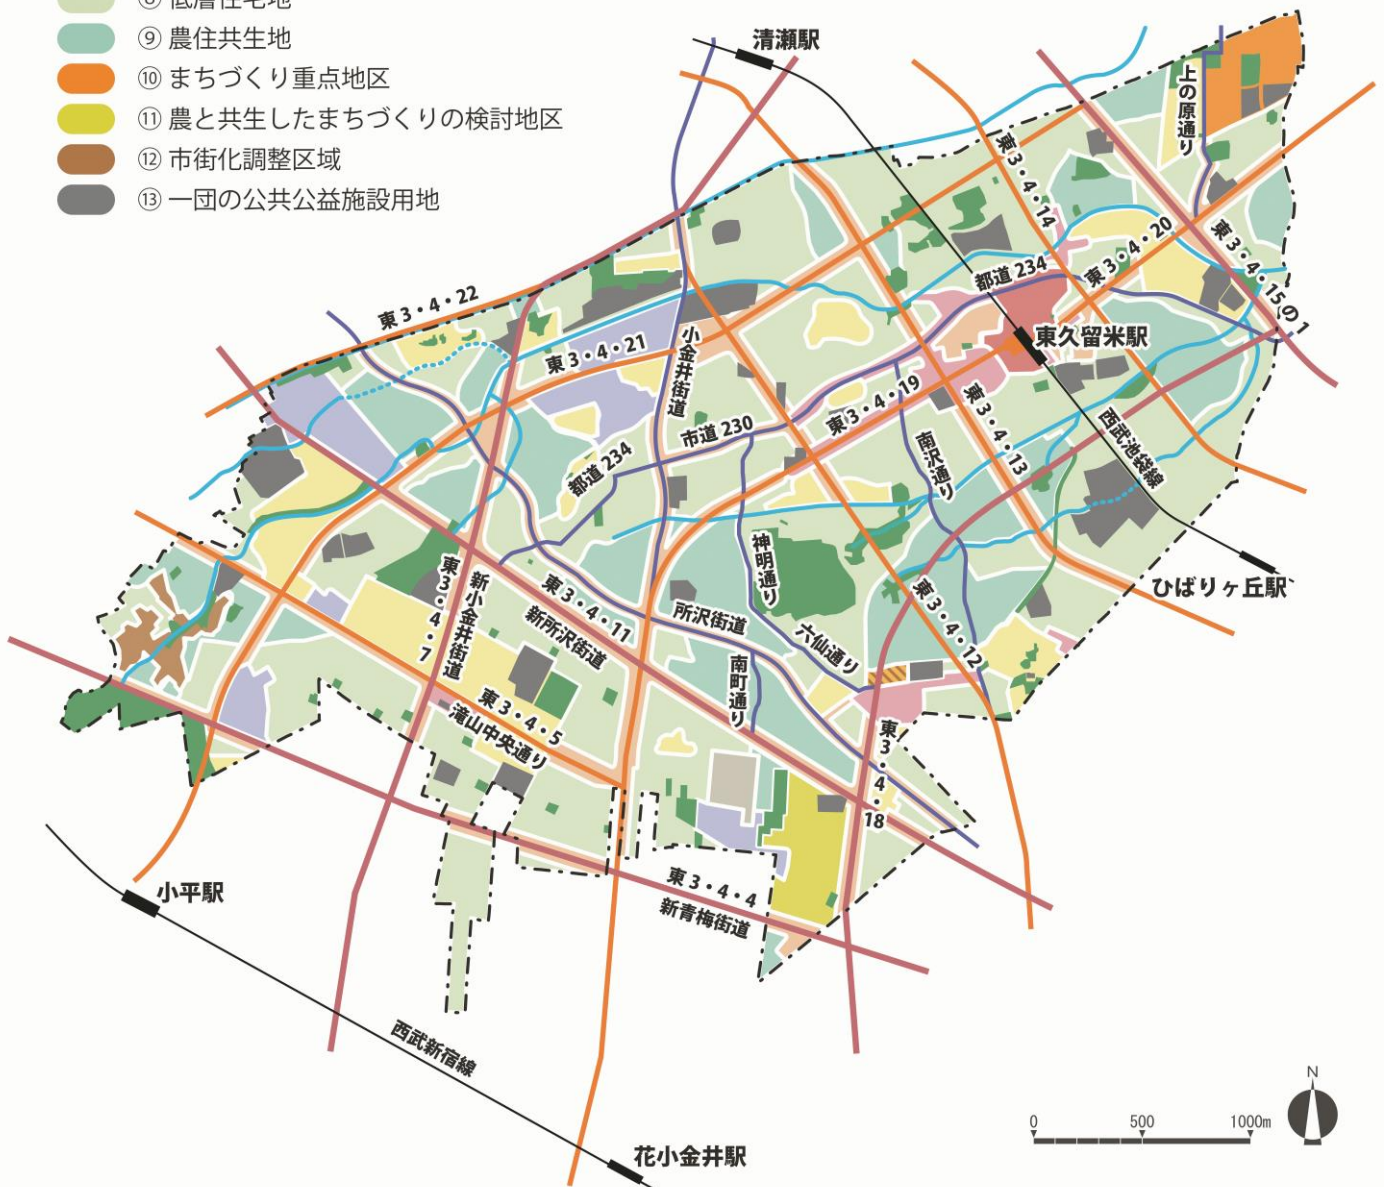 ⑧ 低層住宅地
⑨ 農住共生地
⑩ まちづくり重点地区
⑪ 農と共生したまちづくりの検討地区
⑫ 市街化調整区域
⑬ 一団の公共公益施設用地
清瀬駅
上の原通り
東3・4・14
東3・4・20
東3・4・15の1
都道 234
東久留米駅
東3・4・22
東3・4・21
小金井街道
市道 230
都道 234
東3・4・19
東3・4・13
南沢通り
西武池袋線
ひばりヶ丘駅
神明通り
東3・4・12
東3・4・7
新小金井街道
東3・4・11
新所沢街道
所沢街道
六仙通り
南町通り
東3・4・5
滝山中央通り
東3・4・18
東3・4・4
新青梅街道
小平駅
西武新宿線
花小金井駅
N
0 500 1000m